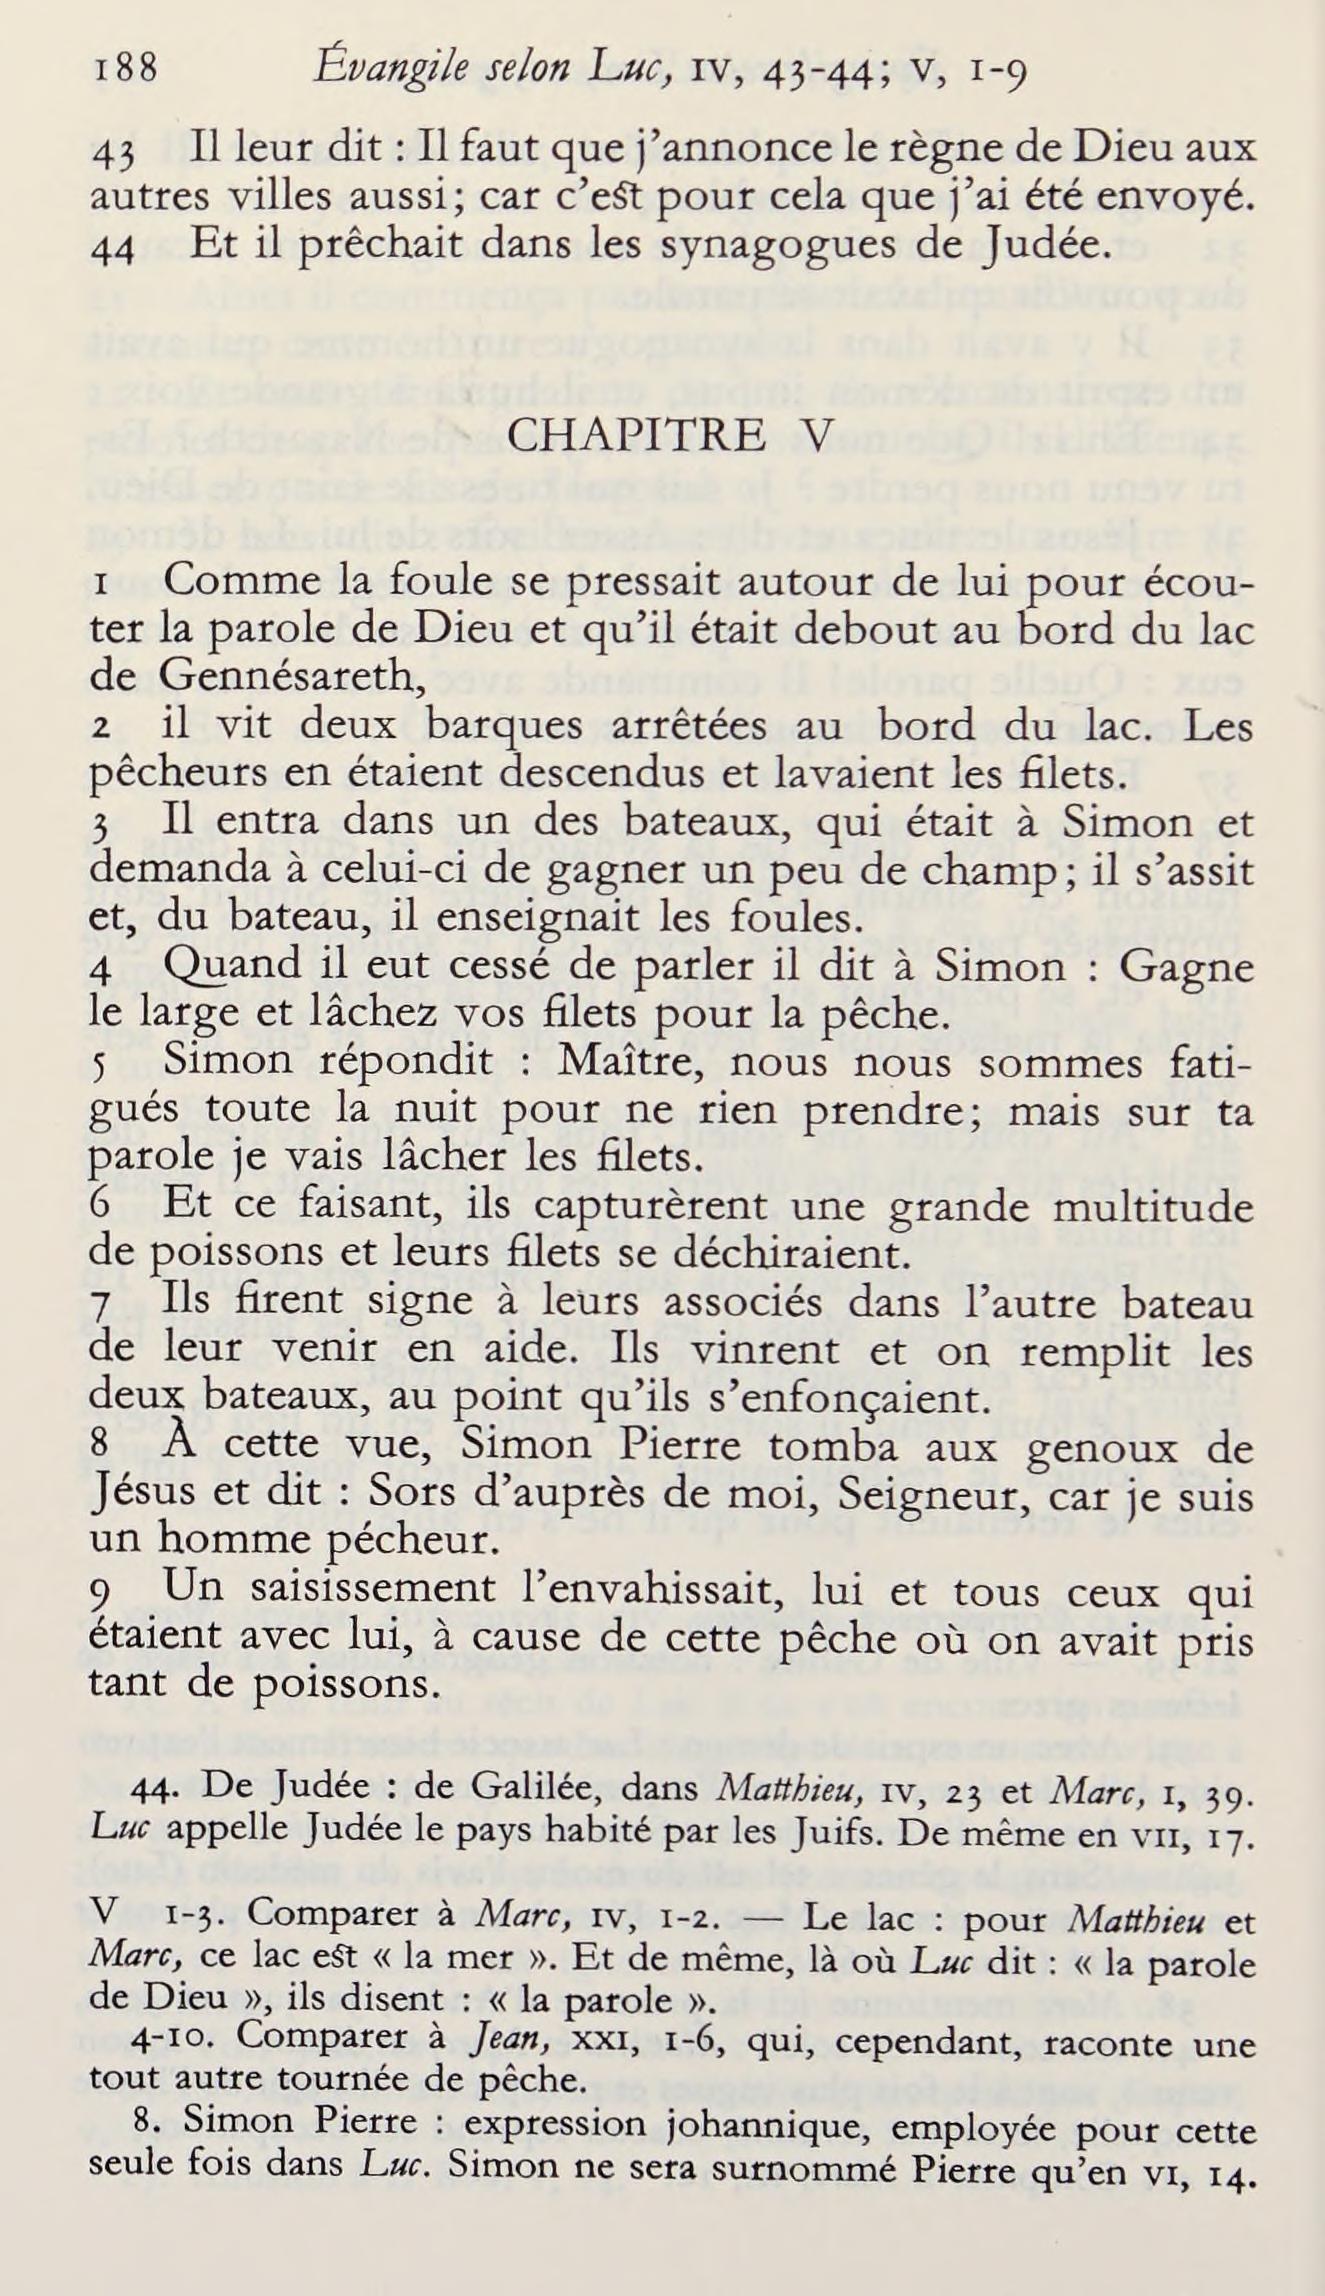 188 Évangile selon Luc, IV, 43-44; V, 1-9
43 Il leur dit : Il faut que j’annonce le règne de Dieu aux
autres villes aussi; car c’est pour cela que j’ai été envoyé.
44 Et il prêchait dans les synagogues de Judée.
CHAPITRE V
1 Comme la foule se pressait autour de lui pour écou-
ter la parole de Dieu et qu’il était debout au bord du lac
de Gennésareth,
2 il vit deux barques arrêtées au bord du lac. Les
pêcheurs en étaient descendus et lavaient les filets.
3 Il entra dans un des bateaux, qui était à Simon et
demanda à celui-ci de gagner un peu de champ; il s’assit
et, du bateau, il enseignait les foules.
4 Quand il eut cessé de parler il dit à Simon : Gagne
le large et lâchez vos filets pour la pêche.
5 Simon répondit : Maître, nous nous sommes fati-
gués toute la nuit pour ne rien prendre; mais sur ta
parole je vais lâcher les filets.
6 Et ce faisant, ils capturèrent une grande multitude
de poissons et leurs filets se déchiraient.
7 Ils firent signe à leurs associés dans l’autre bateau
de leur venir en aide. Ils vinrent et on remplit les
deux bateaux, au point qu’ils s’enfonçaient.
8 À cette vue, Simon Pierre tomba aux genoux de
Jésus et dit : Sors d’auprès de moi, Seigneur, car je suis
un homme pécheur.
9 Un saisissement l’envahissait, lui et tous ceux qui
étaient avec lui, à cause de cette pêche où on avait pris
tant de poissons.
44. De Judée : de Galilée, dans Matthieu, IV, 23 et Marc, I, 39.
Luc appelle Judée le pays habité par les Juifs. De même en VII, 17.
V 1-3. Comparer à Marc, IV, 1-2. — Le lac : pour Matthieu et
Marc, ce lac est « la mer ». Et de même, là où Luc dit : « la parole
de Dieu », ils disent : « la parole ».
4-10. Comparer à Jean, XXI, 1-6, qui, cependant, raconte une
tout autre tournée de pêche.
8. Simon Pierre : expression johannique, employée pour cette
seule fois dans Luc. Simon ne sera surnommé Pierre qu’en VI, 14.